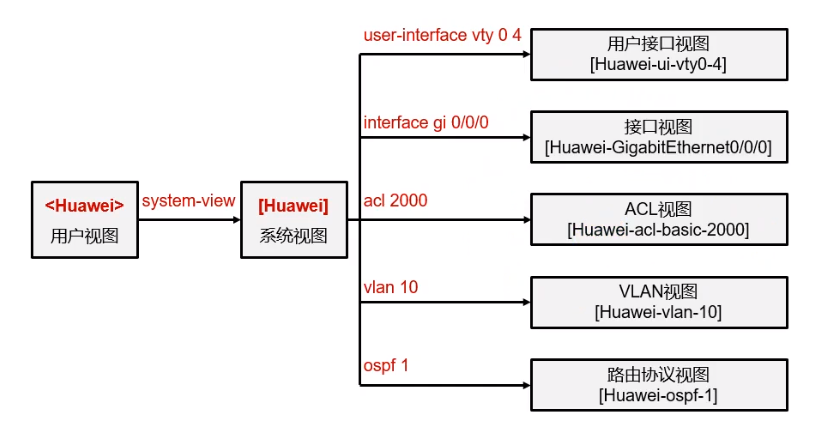 user-interface vty 0 4
用户接口视图
[Huawei-ui-vty0-4]
interface gi 0/0/0
接口视图
[Huawei-GigabitEthernet0/0/0]
<Huawei>
用户视图
system-view
[Huawei]
系统视图
acl 2000
ACL视图
[Huawei-acl-basic-2000]
vlan 10
VLAN视图
[Huawei-vlan-10]
ospf 1
路由协议视图
[Huawei-ospf-1]